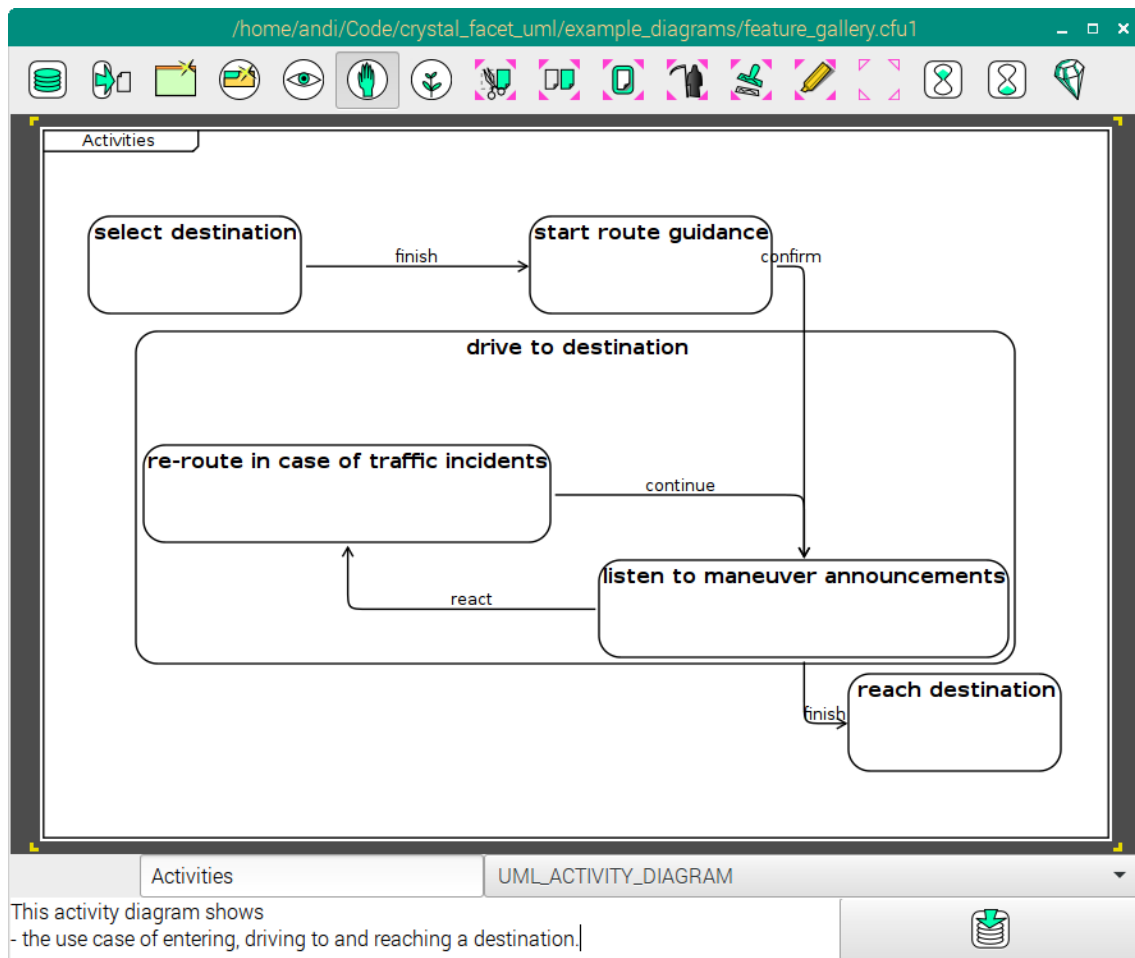 /home/andi/Code/crystal_facet_uml/example_diagrams/feature_gallery.cfu1
Activities
select destination
finish
start route guidance
confirm
drive to destination
re-route in case of traffic incidents
continue
listen to maneuver announcements
react
reach destination
finish
Activities
UML_ACTIVITY_DIAGRAM
This activity diagram shows
- the use case of entering, driving to and reaching a destination.